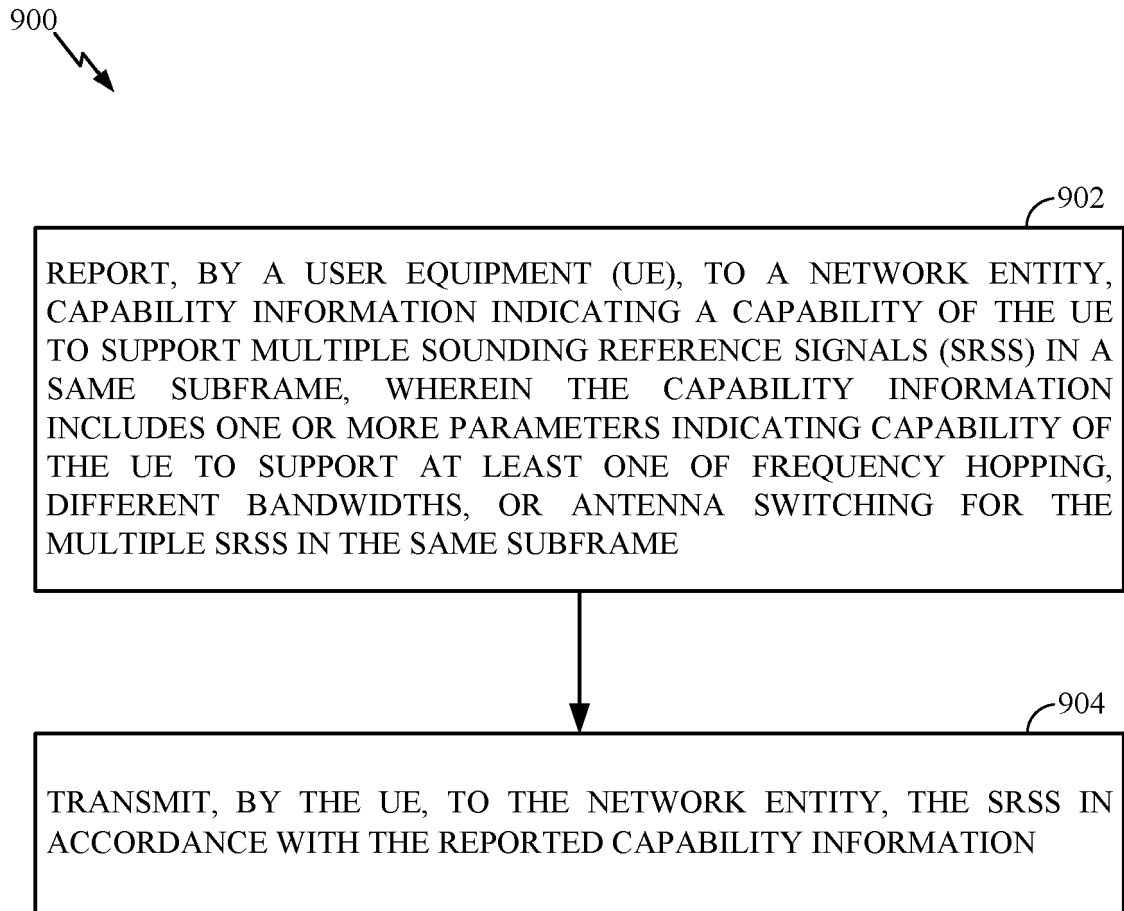 900
902
REPORT, BY A USER EQUIPMENT (UE), TO A NETWORK ENTITY,
CAPABILITY INFORMATION INDICATING A CAPABILITY OF THE UE
TO SUPPORT MULTIPLE SOUNDING REFERENCE SIGNALS (SRSS) IN A
SAME SUBFRAME, WHEREIN THE CAPABILITY INFORMATION
INCLUDES ONE OR MORE PARAMETERS INDICATING CAPABILITY OF
THE UE TO SUPPORT AT LEAST ONE OF FREQUENCY HOPPING,
DIFFERENT BANDWIDTHS, OR ANTENNA SWITCHING FOR THE
MULTIPLE SRSS IN THE SAME SUBFRAME
904
TRANSMIT, BY THE UE, TO THE NETWORK ENTITY, THE SRSS IN
ACCORDANCE WITH THE REPORTED CAPABILITY INFORMATION